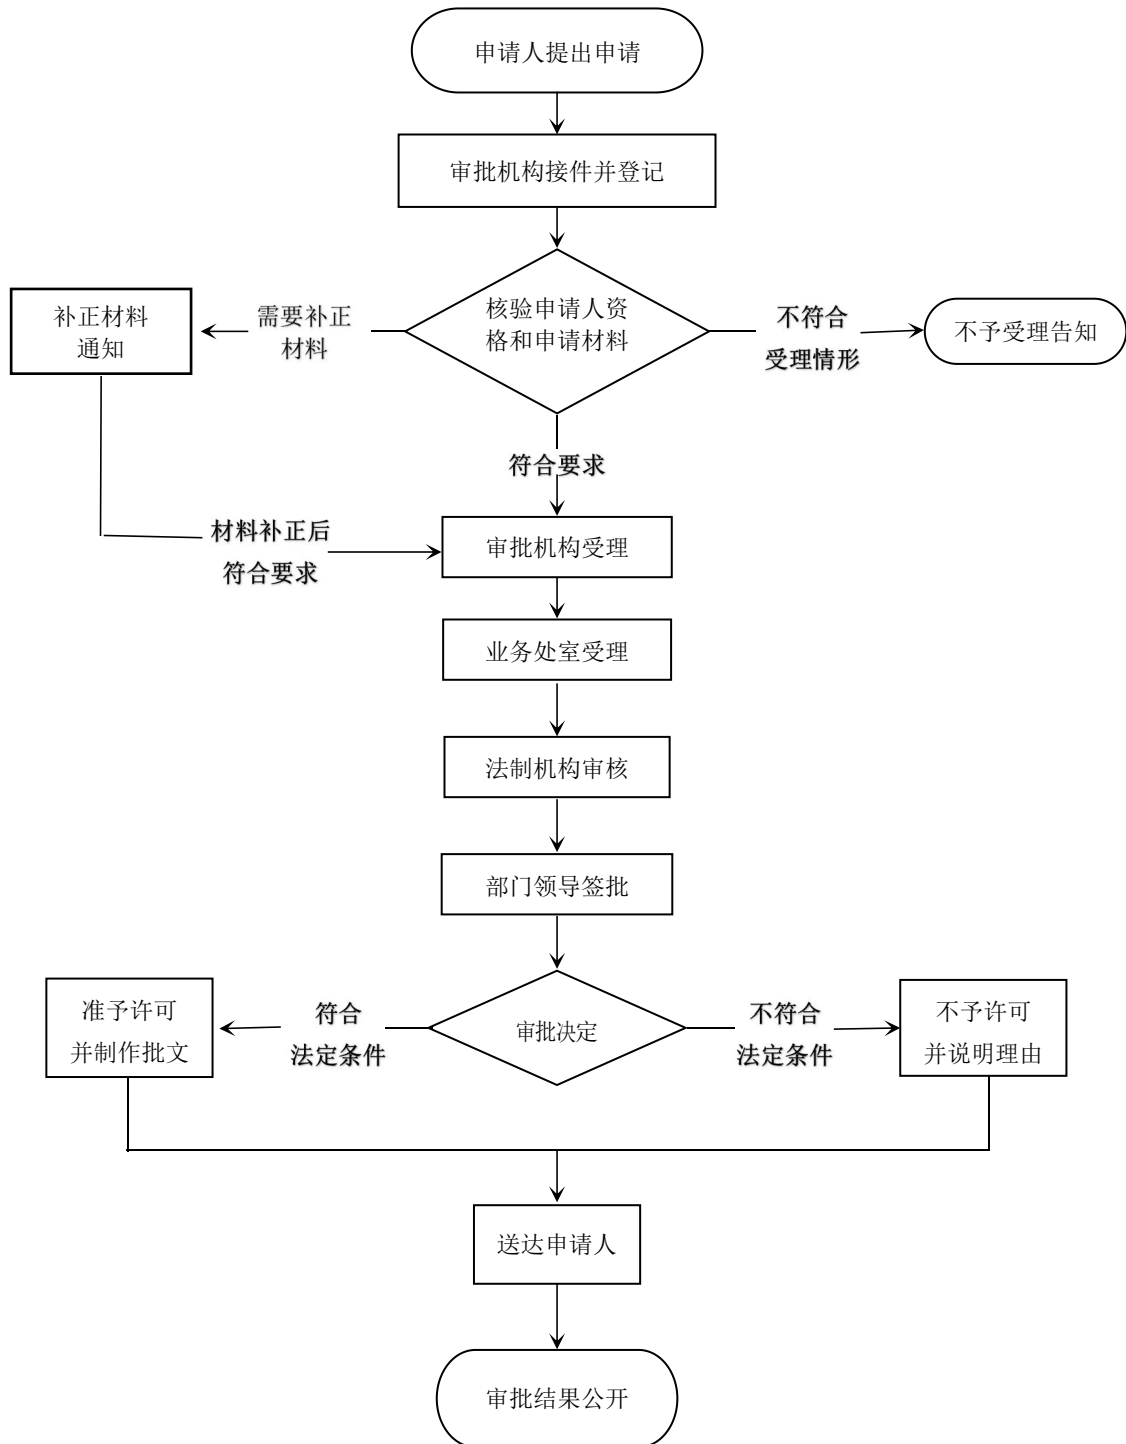 申请人提出申请
审批机构接件并登记
核验申请人资
格和申请材料
需要补正
材料
补正材料
通知
不符合
受理情形
不予受理告知
符合要求
材料补正后
符合要求
审批机构受理
业务处室受理
法制机构审核
部门领导签批
审批决定
符合
法定条件
准予许可
并制作批文
不符合
法定条件
不予许可
并说明理由
送达申请人
审批结果公开